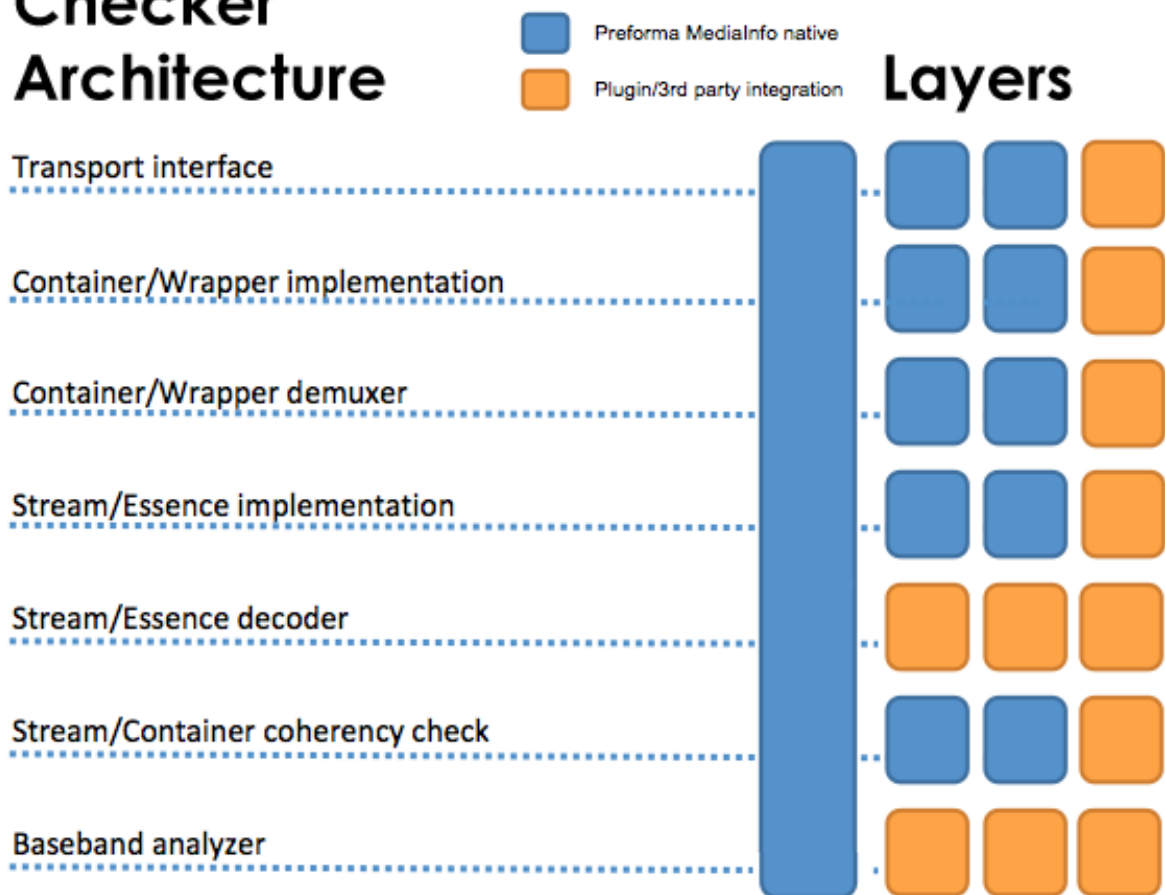 Checker
Architecture
Preforma MediaInfo native
Plugin/3rd party integration
Layers
Transport interface
Container/Wrapper implementation
Container/Wrapper demuxer
Stream/Essence implementation
Stream/Essence decoder
Stream/Container coherency check
Baseband analyzer